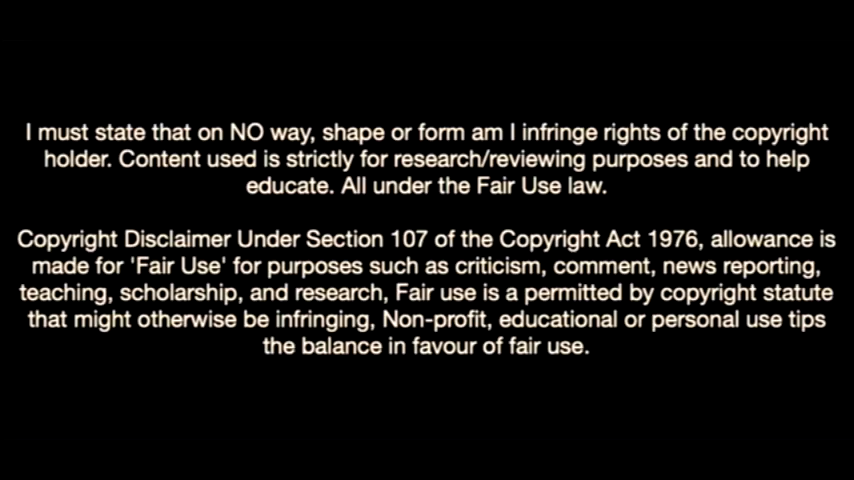 I must state that on NO way, shape or form am I infringe rights of the copyright
holder. Content used is strictly for research/reviewing purposes and to help
educate. All under the Fair Use law.
Copyright Disclaimer Under Section 107 of the Copyright Act 1976, allowance is
made for 'Fair Use' for purposes such as criticism, comment, news reporting,
teaching, scholarship, and research, Fair use is a permitted by copyright statute
that might otherwise be infringing, Non-profit, educational or personal use tips
the balance in favour of fair use.